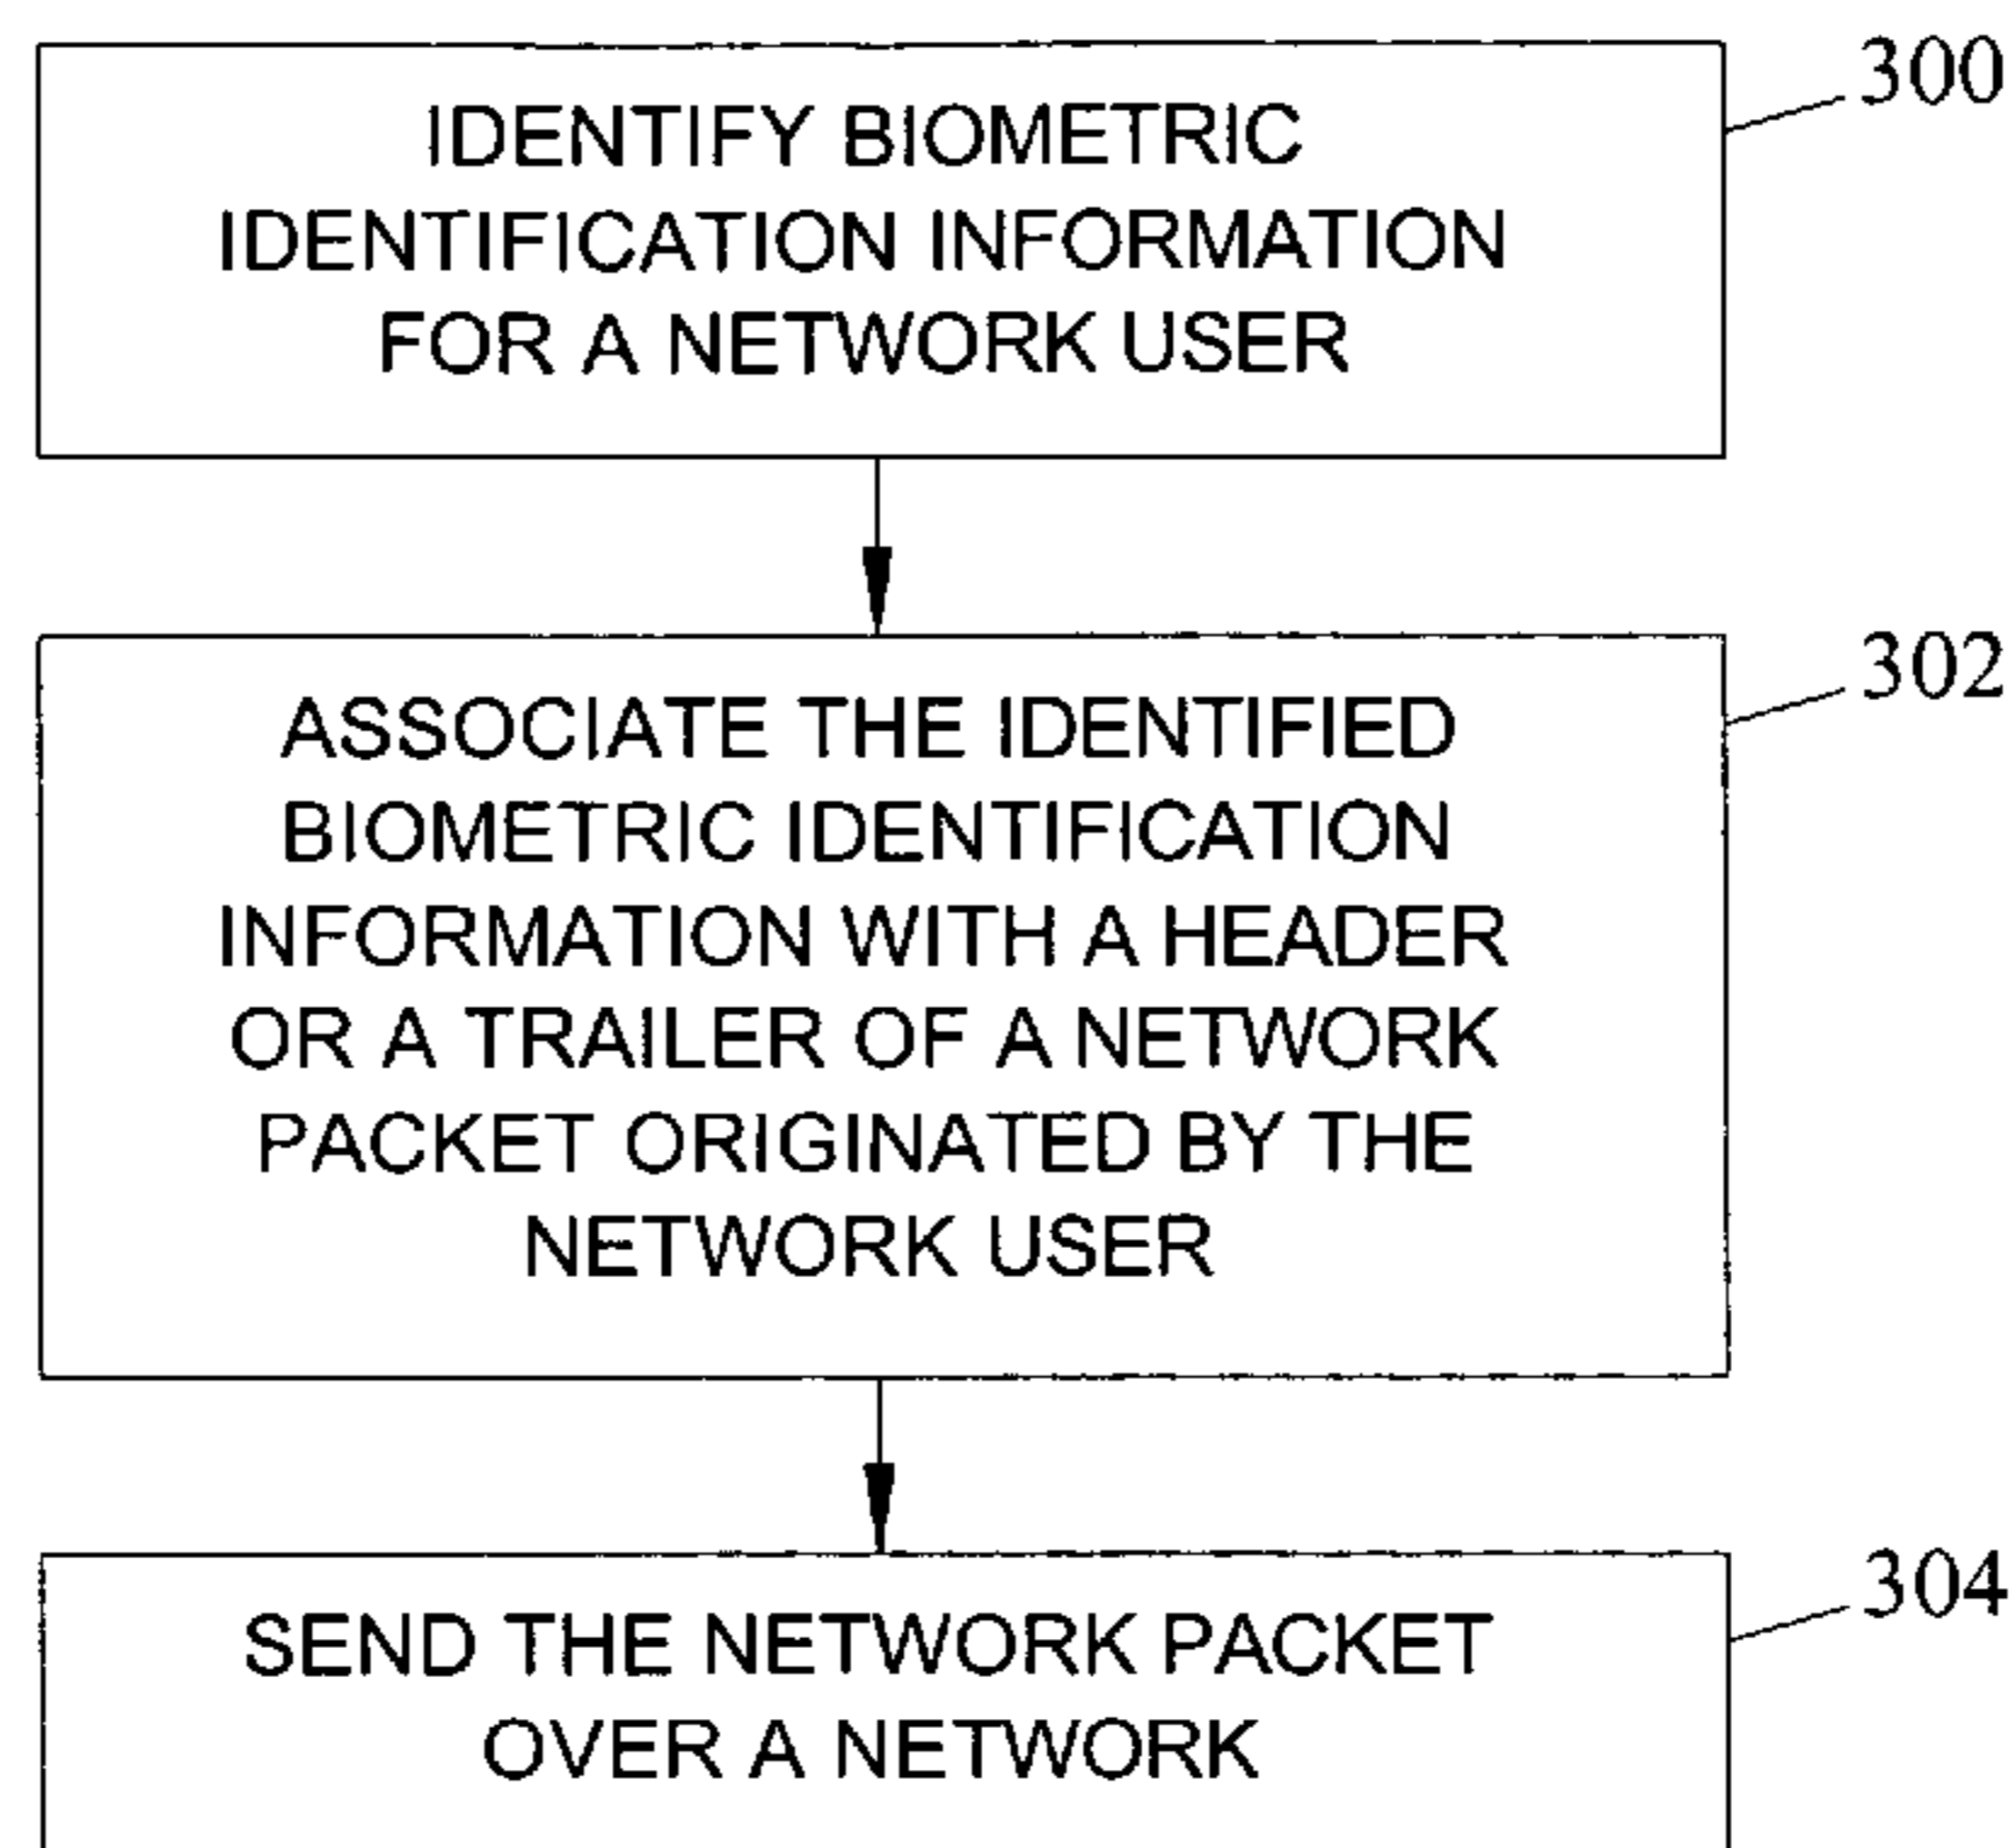 300
IDENTIFY BIOMETRIC
IDENTIFICATION INFORMATION
FOR A NETWORK USER
302
ASSOCIATE THE IDENTIFIED
BIOMETRIC IDENTIFICATION
INFORMATION WITH A HEADER
OR A TRAILER OF A NETWORK
PACKET ORIGINATED BY THE
NETWORK USER
304
SEND THE NETWORK PACKET
OVER A NETWORK